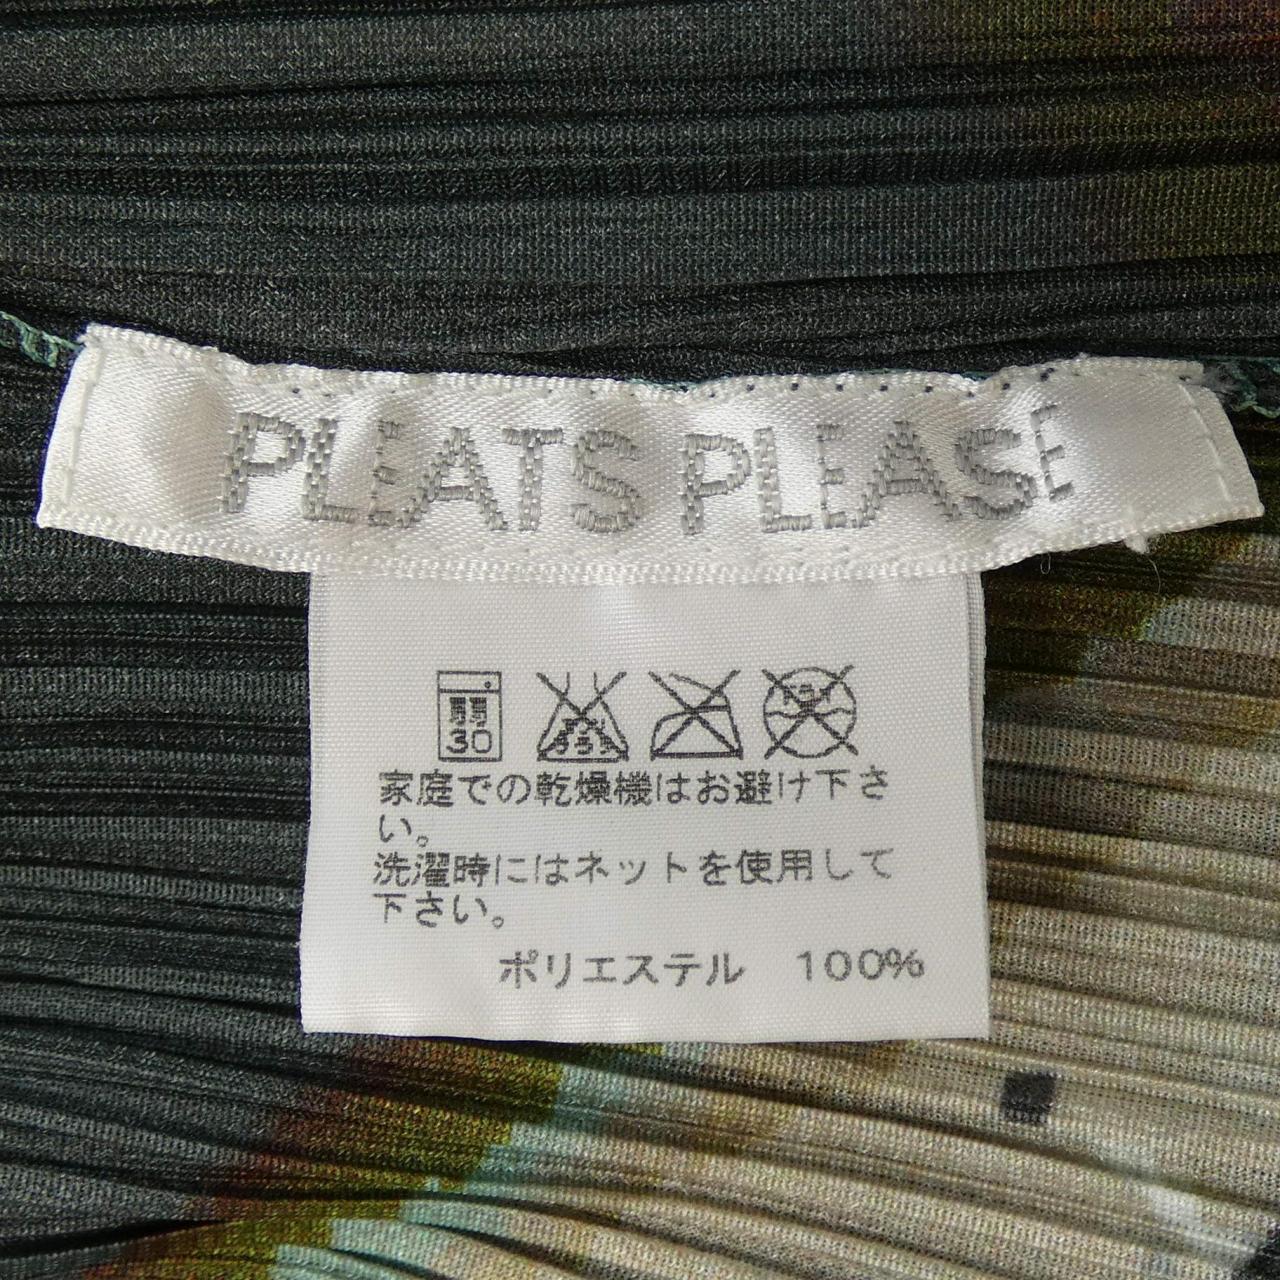 PLEATS PLEASE
弱
30
家庭での乾燥機はお避け下さ
い。
洗濯時にはネットを使用して
下さい。
ポリエステル 100%